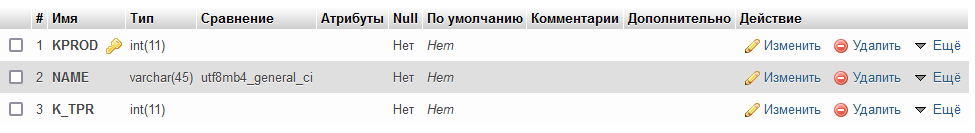 # Имя Тип Сравнение Атрибуты Null По умолчанию Комментарии Дополнительно Действие
1 KPROD int(11) Нет Нет Изменить Удалить Ещё
2 NAME varchar(45) utf8mb4_general_ci Нет Нет Изменить Удалить Ещё
3 K_TPR int(11) Нет Нет Изменить Удалить Ещё